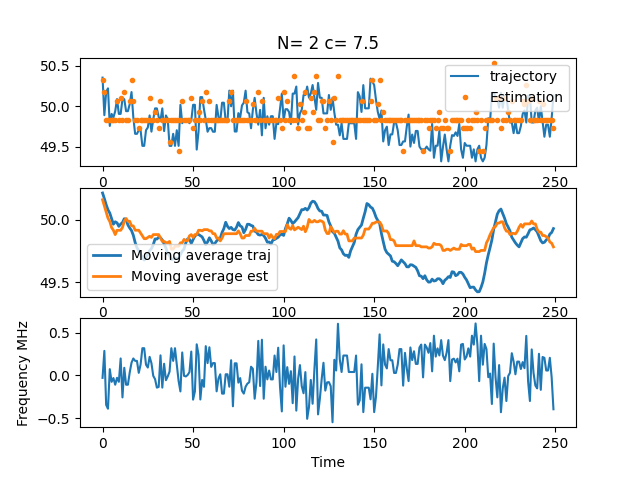 N= 2 c= 7.5
50.5
50.0
49.5
trajectory
Estimation
0 50 100 150 200 250
50.0
49.5
Moving average traj
Moving average est
0 50 100 150 200 250
Frequency MHz
0.5
0.0
−0.5
0 50 100 150 200 250
Time